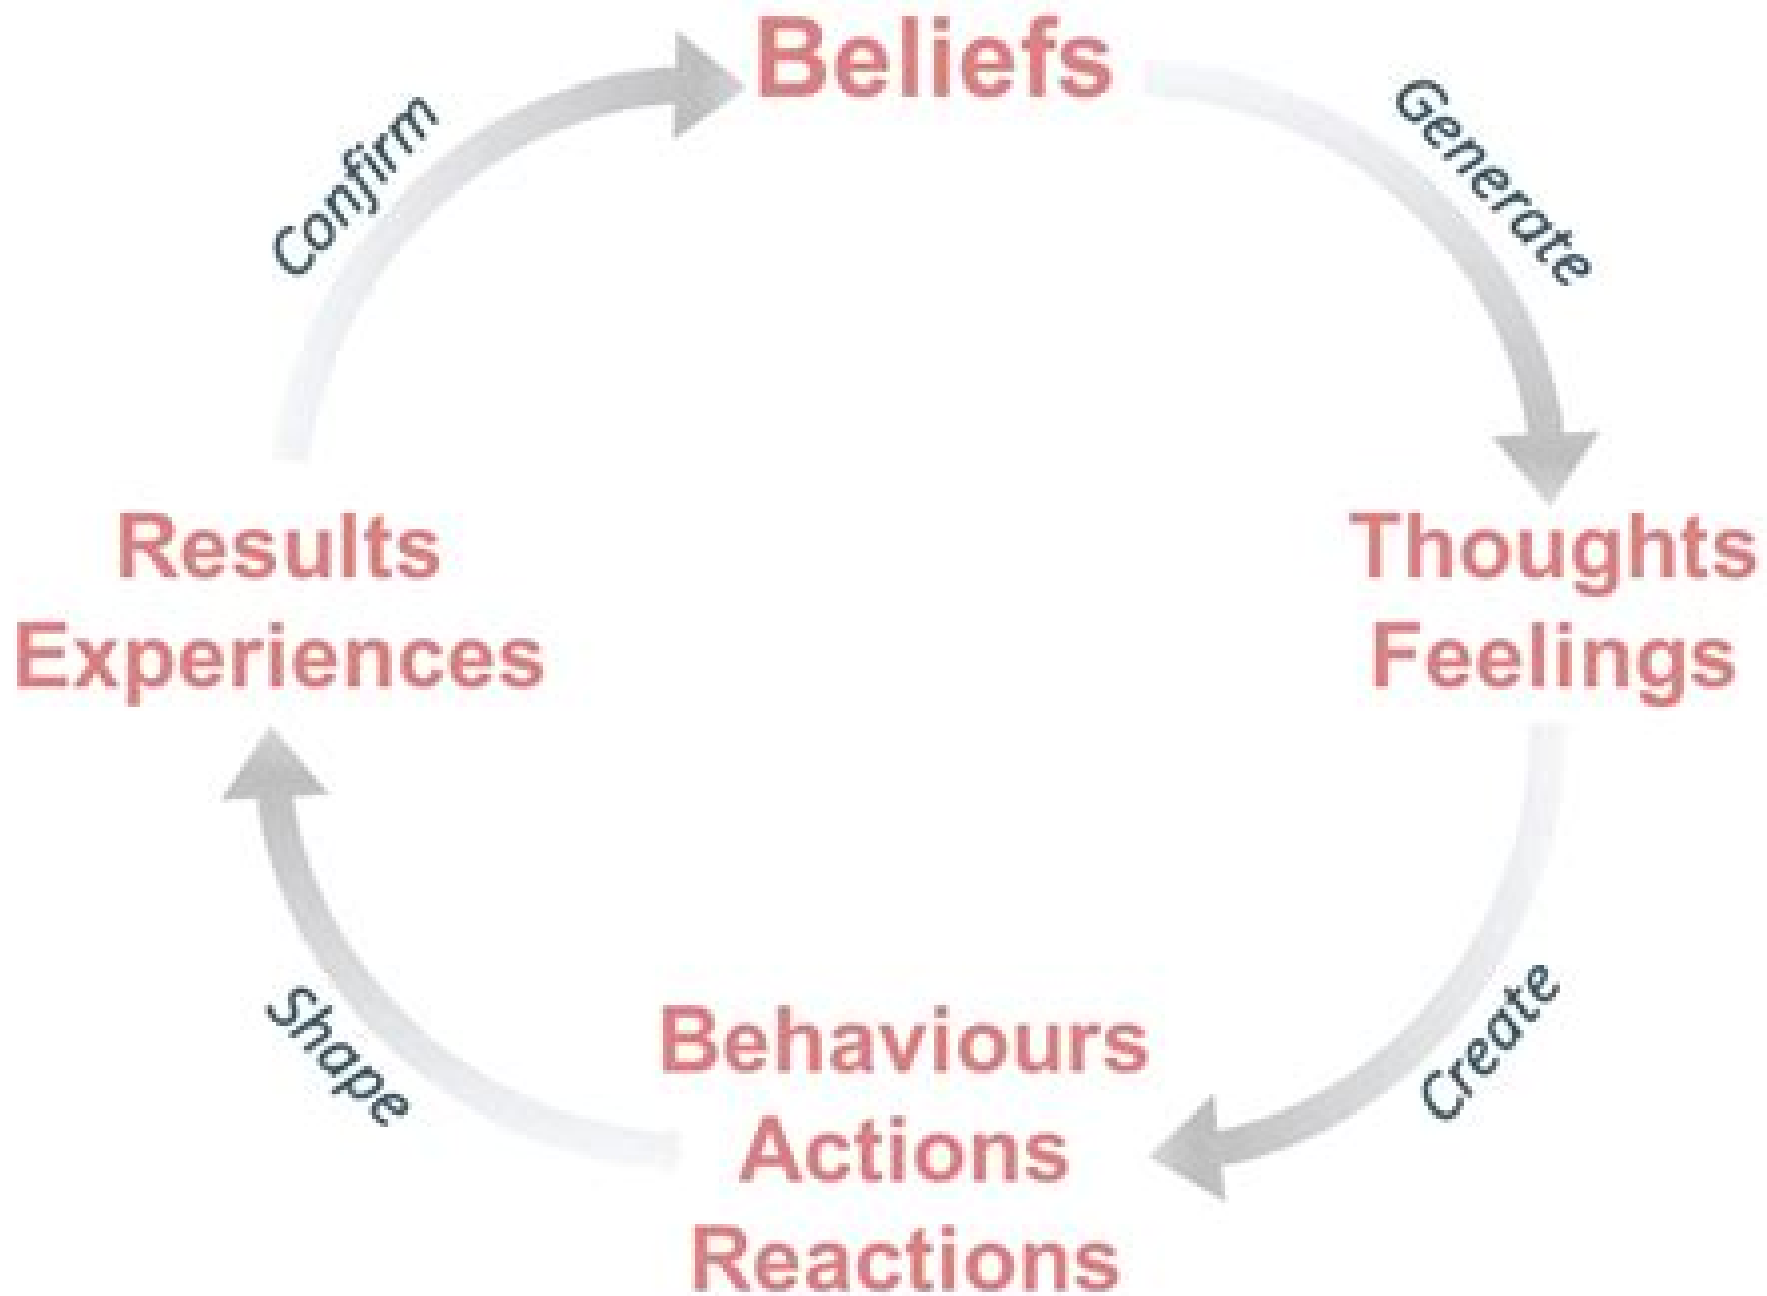 Beliefs
Generate
Thoughts
Feelings
Create
Behaviours
Actions
Reactions
Shape
Results
Experiences
Confirm